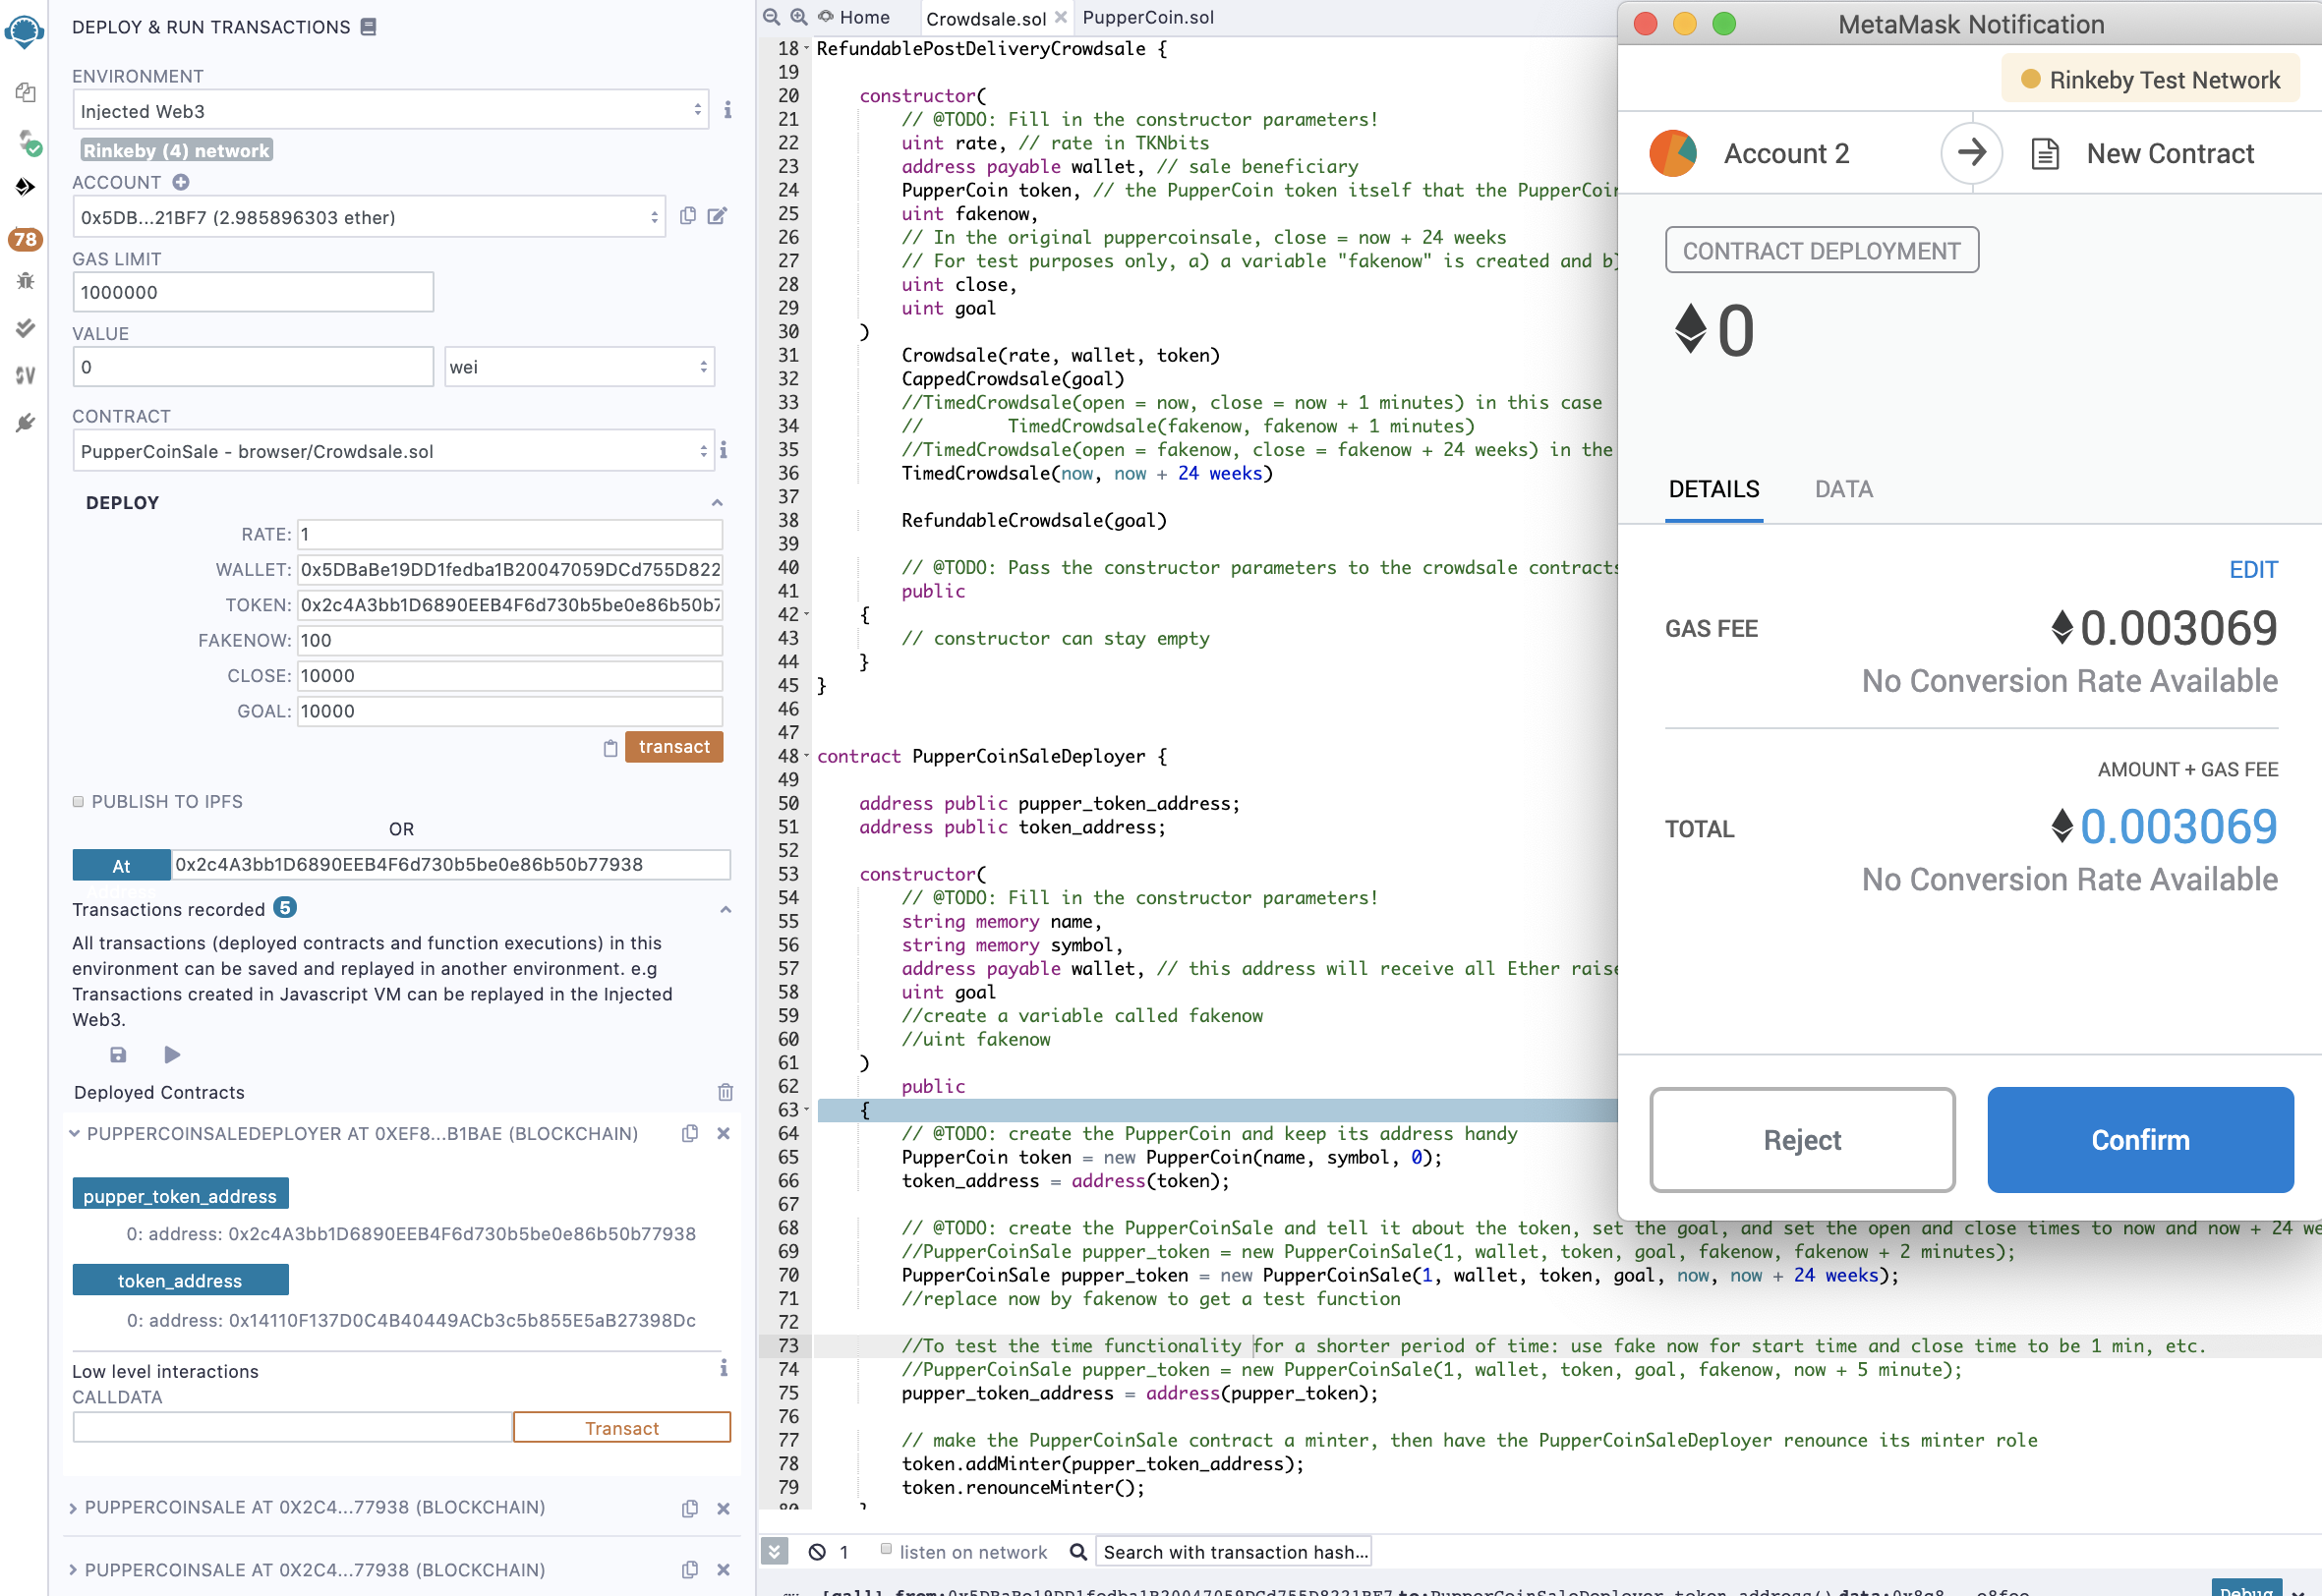 DEPLOY & RUN TRANSACTIONS
ENVIRONMENT
Injected Web3
Rinkeby (4) network
ACCOUNT
0x5DB...21BF7 (2.985896303 ether)
78
GAS LIMIT
1000000
VALUE
0
wei
CONTRACT
PupperCoinSale - browser/Crowdsale.sol
DEPLOY
RATE: 1
WALLET: 0x5DBaBe19DD1fedba1B20047059DCd755D822
TOKEN: 0x2c4A3bb1D6890EEB4F6d730b5be0e86b50b7
FAKENOW: 100
CLOSE: 10000
GOAL: 10000
transact
PUBLISH TO IPFS
OR
At
0x2c4A3bb1D6890EEB4F6d730b5be0e86b50b77938
Transactions recorded 5
All transactions (deployed contracts and function executions) in this
environment can be saved and replayed in another environment. e.g
Transactions created in Javascript VM can be replayed in the Injected
Web3.
Deployed Contracts
PUPPERCOINSALEDEPLOYER AT 0XEF8...B1BAE (BLOCKCHAIN)
pupper_token_address
0: address: 0x2c4A3bb1D6890EEB4F6d730b5be0e86b50b77938
token_address
0: address: 0x14110F137D0C4B40449ACb3c5b855E5aB27398Dc
Low level interactions
CALLDATA
Transact
PUPPERCOINSALE AT 0X2C4...77938 (BLOCKCHAIN)
PUPPERCOINSALE AT 0X2C4...77938 (BLOCKCHAIN)
Home
Crowdsale.sol
PupperCoin.sol
18 RefundablePostDeliveryCrowdsale {
19
20 constructor(
21 // @TODO: Fill in the constructor parameters!
22 uint rate, // rate in TKNbits
23 address payable wallet, // sale beneficiary
24 PupperCoin token, // the PupperCoin token itself that the PupperCoin
25 uint fakenow,
26 // In the original puppercoinsale, close = now + 24 weeks
27 // For test purposes only, a) a variable "fakenow" is created and b)
28 uint close,
29 uint goal
30 )
31 Crowdsale(rate, wallet, token)
32 CappedCrowdsale(goal)
33 //TimedCrowdsale(open = now, close = now + 1 minutes) in this case
34 // TimedCrowdsale(fakenow, fakenow + 1 minutes)
35 //TimedCrowdsale(open = fakenow, close = fakenow + 24 weeks) in the
36 TimedCrowdsale(now, now + 24 weeks)
37
38 RefundableCrowdsale(goal)
39
40 // @TODO: Pass the constructor parameters to the crowdsale contracts
41 public
42 {
43 // constructor can stay empty
44 }
45 }
46
47
48 contract PupperCoinSaleDeployer {
49
50 address public pupper_token_address;
51 address public token_address;
52
53 constructor(
54 // @TODO: Fill in the constructor parameters!
55 string memory name,
56 string memory symbol,
57 address payable wallet, // this address will receive all Ether raise
58 uint goal
59 //create a variable called fakenow
60 //uint fakenow
61 )
62 public
63 {
64 // @TODO: create the PupperCoin and keep its address handy
65 PupperCoin token = new PupperCoin(name, symbol, 0);
66 token_address = address(token);
67
68 // @TODO: create the PupperCoinSale and tell it about the token, set the goal, and set the open and close times to now and now + 24 we
69 //PupperCoinSale pupper_token = new PupperCoinSale(1, wallet, token, goal, fakenow, fakenow + 2 minutes);
70 PupperCoinSale pupper_token = new PupperCoinSale(1, wallet, token, goal, now, now + 24 weeks);
71 //replace now by fakenow to get a test function
72
73 //To test the time functionality for a shorter period of time: use fake now for start time and close time to be 1 min, etc.
74 //PupperCoinSale pupper_token = new PupperCoinSale(1, wallet, token, goal, fakenow, now + 5 minute);
75 pupper_token_address = address(pupper_token);
76
77 // make the PupperCoinSale contract a minter, then have the PupperCoinSaleDeployer renounce its minter role
78 token.addMinter(pupper_token_address);
79 token.renounceMinter();
80 }
1
listen on network
Search with transaction hash...
Debug
MetaMask Notification
Rinkeby Test Network
Account 2
New Contract
CONTRACT DEPLOYMENT
0
DETAILS
DATA
EDIT
GAS FEE
0.003069
No Conversion Rate Available
AMOUNT + GAS FEE
TOTAL
0.003069
No Conversion Rate Available
Reject
Confirm